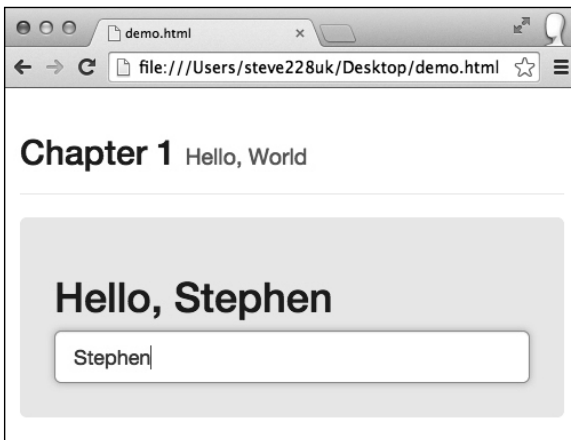 demo.html
file:///Users/steve228uk/Desktop/demo.html
Chapter 1 Hello, World
Hello, Stephen
Stephen